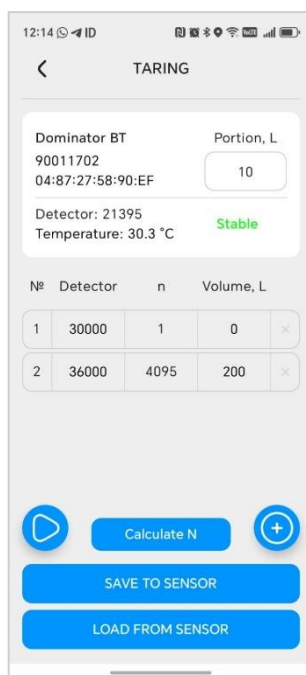 12:14 ID
TARING
Dominator BT Portion, L
90011702 10
04:87:27:58:90:EF
Detector: 21395 Stable
Temperature: 30.3 °C
№ Detector n Volume, L
1 30000 1 0 ×
2 36000 4095 200 ×
Calculate N +
SAVE TO SENSOR
LOAD FROM SENSOR